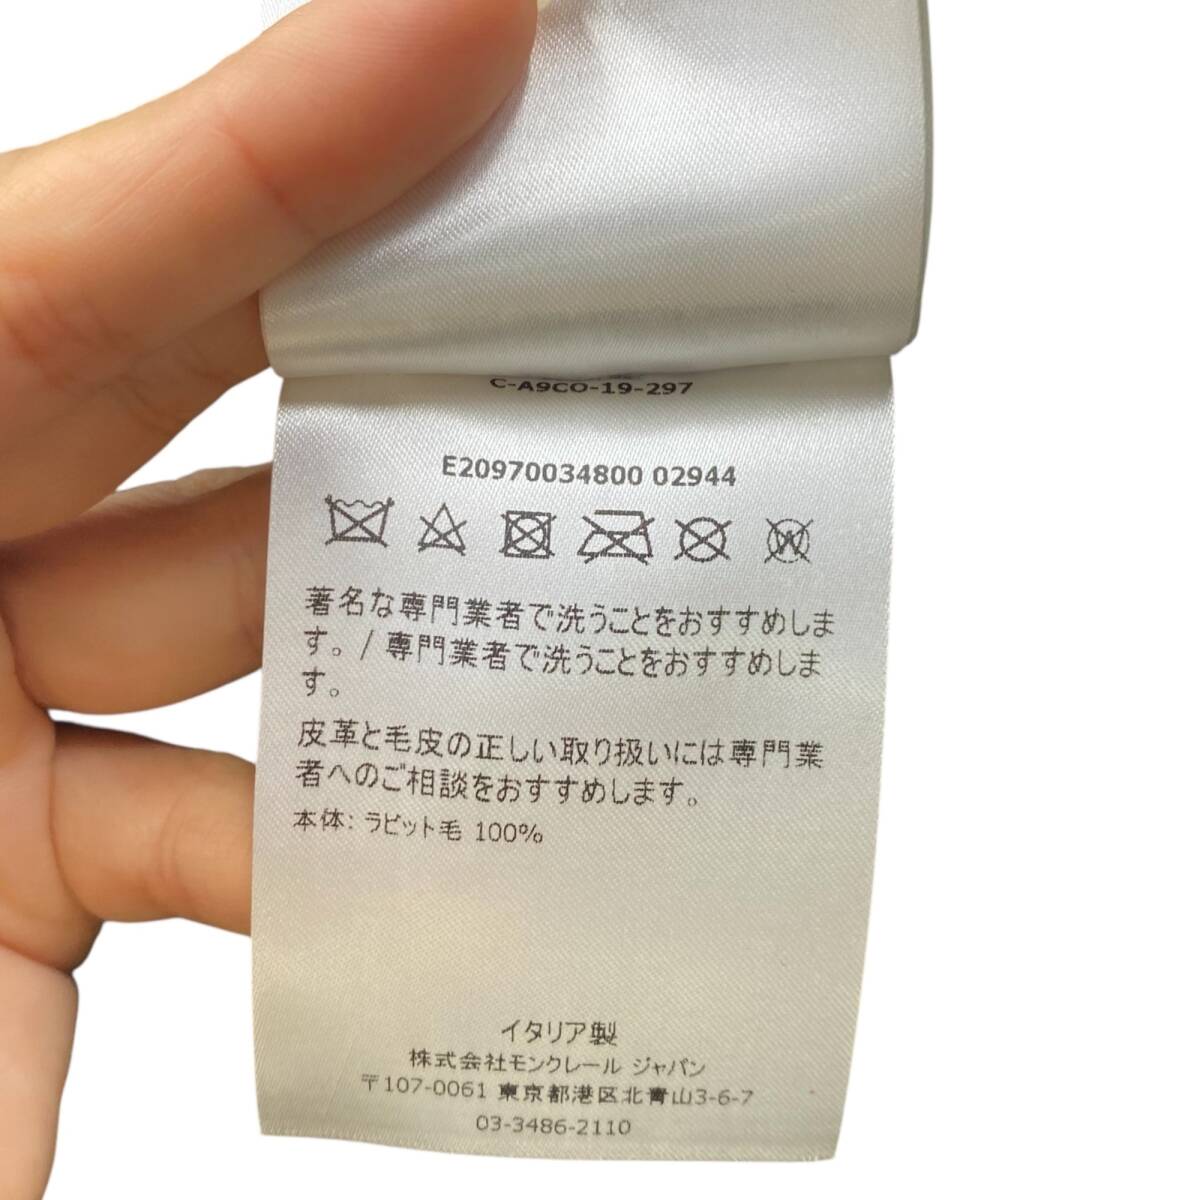 C-A9CO-19-297
E20970034800 02944
著名な専門業者で洗うことをおすすめしま
す。/ 専門業者で洗うことをおすすめしま
す。
皮革と毛皮の正しい取り扱いには専門業
者へのご相談をおすすめします。
本体: ラビット毛 100%
イタリア製
株式会社モンクレール ジャパン
〒107-0061 東京都港区北青山3-6-7
03-3486-2110